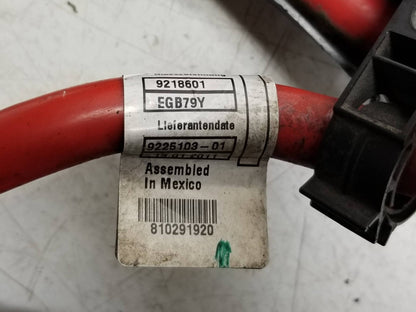 9218601
EGB79Y
Lieferantendate
9225103-01
Assembled
In Mexico
810291920